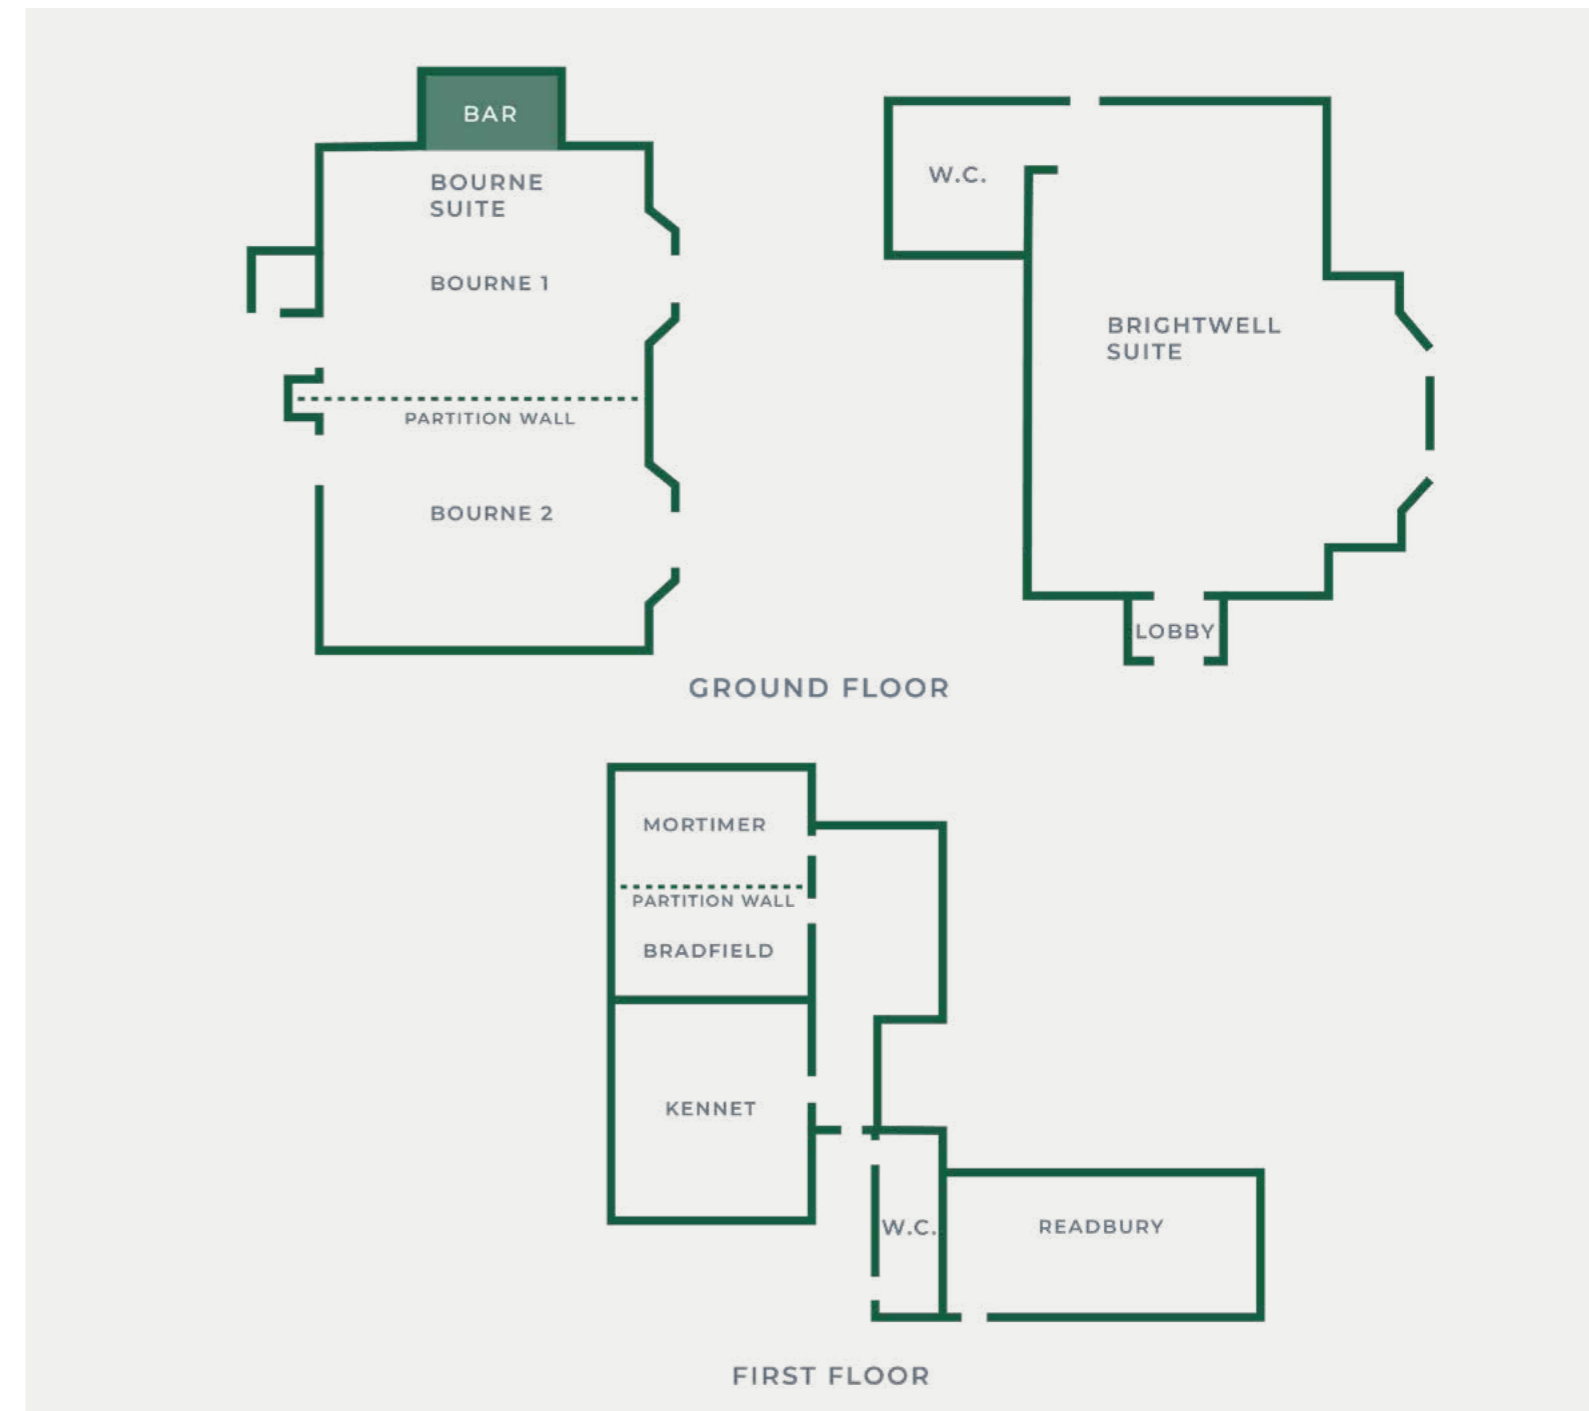 BAR
BOURNE
SUITE
BOURNE 1
PARTITION WALL
BOURNE 2
W.C.
BRIGHTWELL
SUITE
LOBBY
GROUND FLOOR
MORTIMER
PARTITION WALL
BRADFIELD
KENNET
W.C.
READBURY
FIRST FLOOR